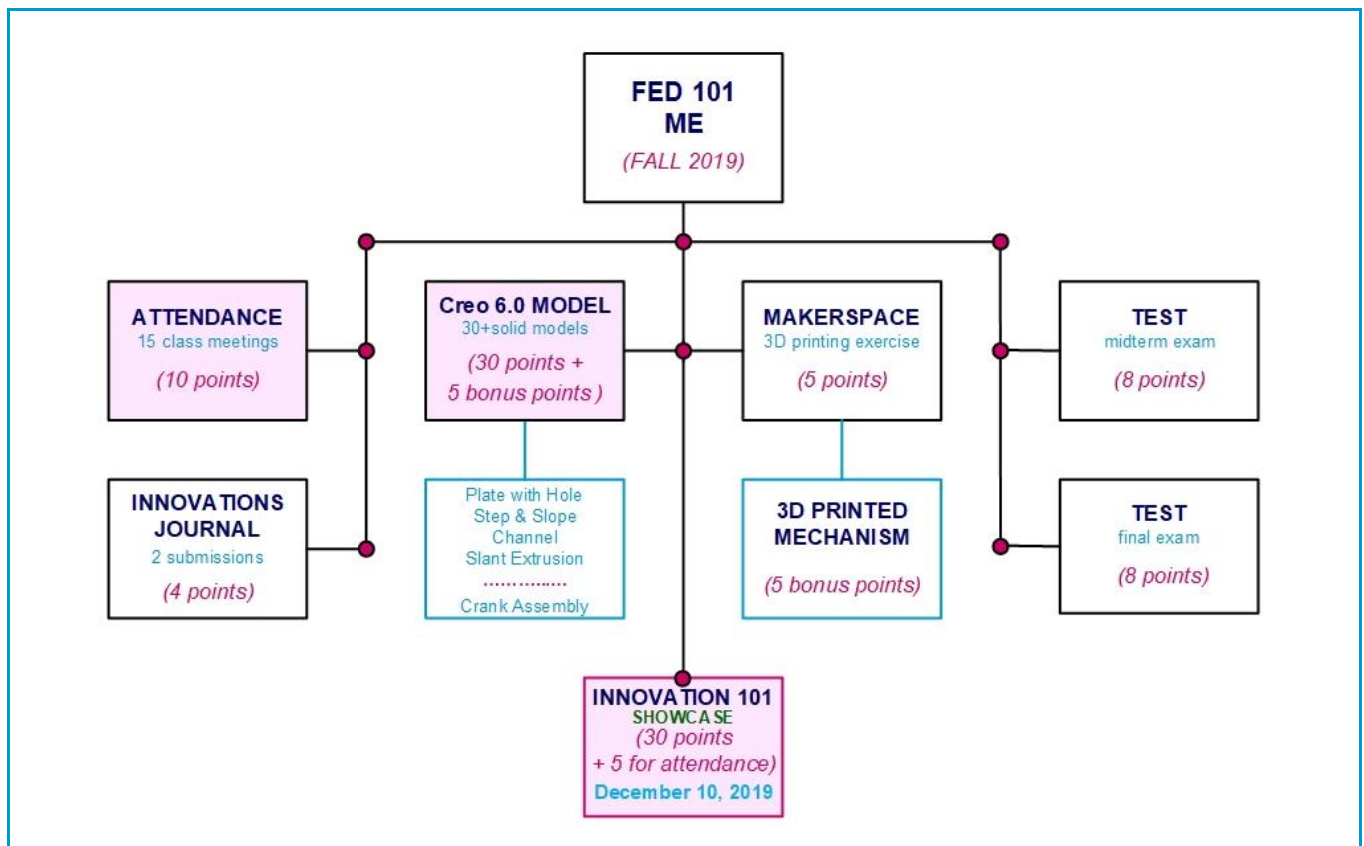 FED 101
ME
(FALL 2019)
ATTENDANCE
15 class meetings
(10 points)
Creo 6.0 MODEL
30+solid models
(30 points +
5 bonus points )
MAKERSPACE
3D printing exercise
(5 points)
TEST
midterm exam
(8 points)
INNOVATIONS
JOURNAL
2 submissions
(4 points)
Plate with Hole
Step & Slope
Channel
Slant Extrusion
..............
Crank Assembly
3D PRINTED
MECHANISM
(5 bonus points)
TEST
final exam
(8 points)
INNOVATION 101
SHOWCASE
(30 points
+ 5 for attendance)
December 10, 2019